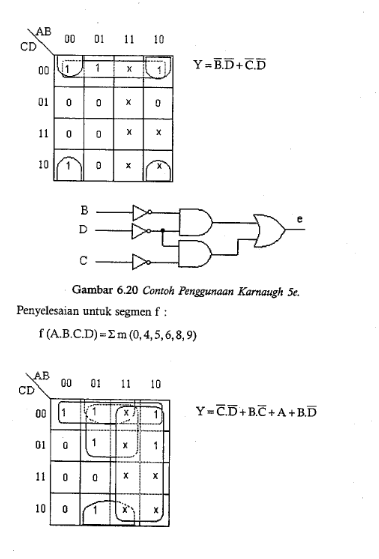 AB
CD
00 01 11 10
00 1 1 x 1
Y = B̅.D̅ + C̅.D̅
01 0 0 x 0
11 0 0 x x
10 1 0 x x
B
D
C
e
Gambar 6.20 Contoh Penggunaan Karnaugh 5e.
Penyelesaian untuk segmen f :
f (A.B.C.D) = Σ m (0, 4, 5, 6, 8, 9)
AB
CD
00 01 11 10
00 1 1 x 1
Y = C̅.D̅ + B.C̅ + A + B.D̅
01 0 1 x 1
11 0 0 x x
10 0 1 x x